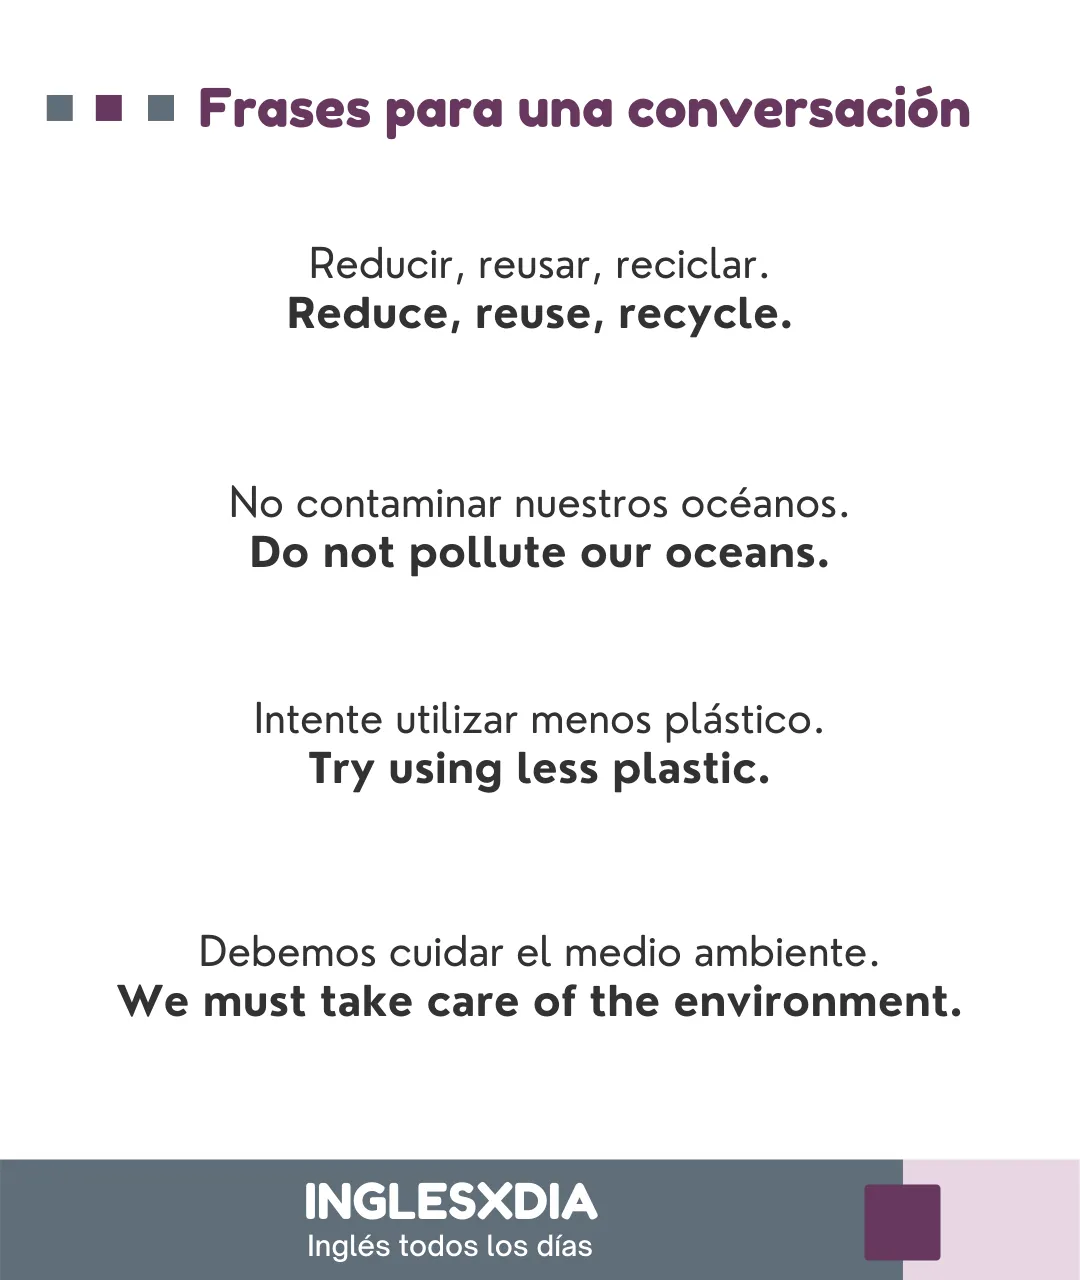 Frases para una conversación
Reducir, reusar, reciclar.
Reduce, reuse, recycle.
No contaminar nuestros océanos.
Do not pollute our oceans.
Intente utilizar menos plástico.
Try using less plastic.
Debemos cuidar el medio ambiente.
We must take care of the environment.
INGLESXDIA
Inglés todos los días